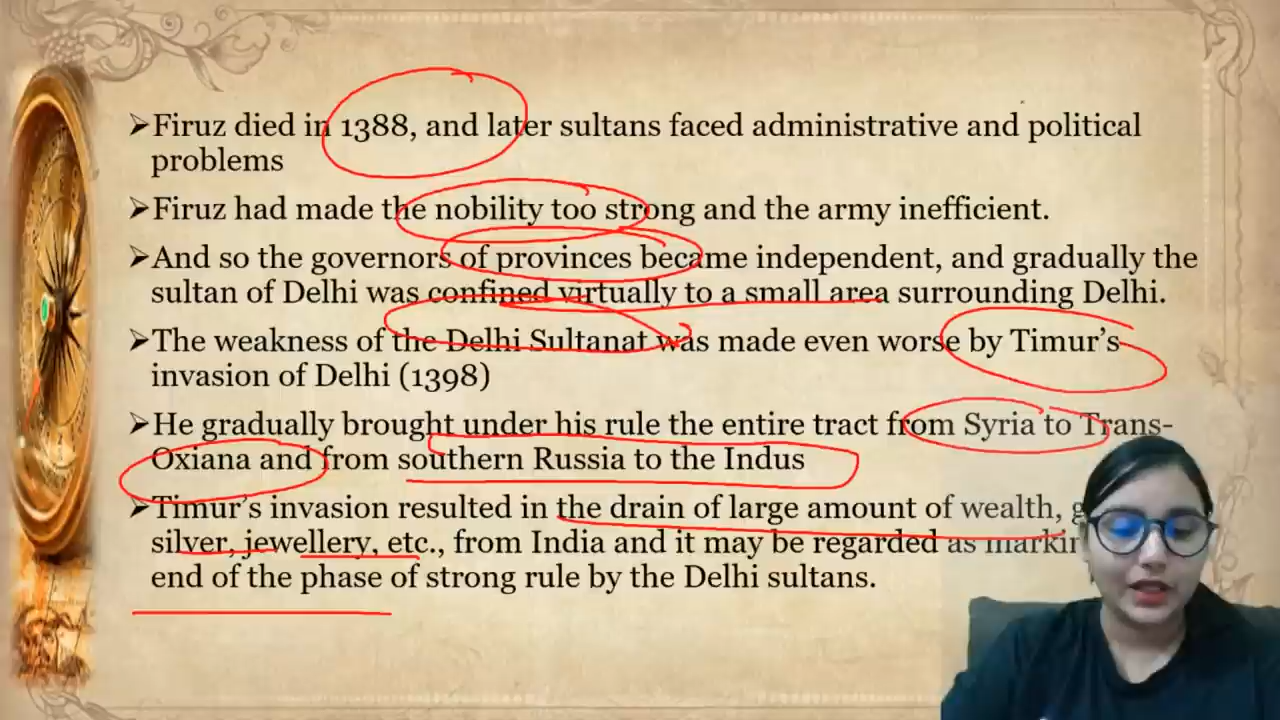 ➤Firuz died in 1388, and later sultans faced administrative and political
problems
➤Firuz had made the nobility too strong and the army inefficient.
➤And so the governors of provinces became independent, and gradually the
sultan of Delhi was confined virtually to a small area surrounding Delhi.
➤The weakness of the Delhi Sultanat was made even worse by Timur’s
invasion of Delhi (1398)
➤He gradually brought under his rule the entire tract from Syria to Trans-
Oxiana and from southern Russia to the Indus
➤Timur’s invasion resulted in the drain of large amount of wealth,
silver, jewellery, etc., from India and it may be regarded as
end of the phase of strong rule by the Delhi sultans.